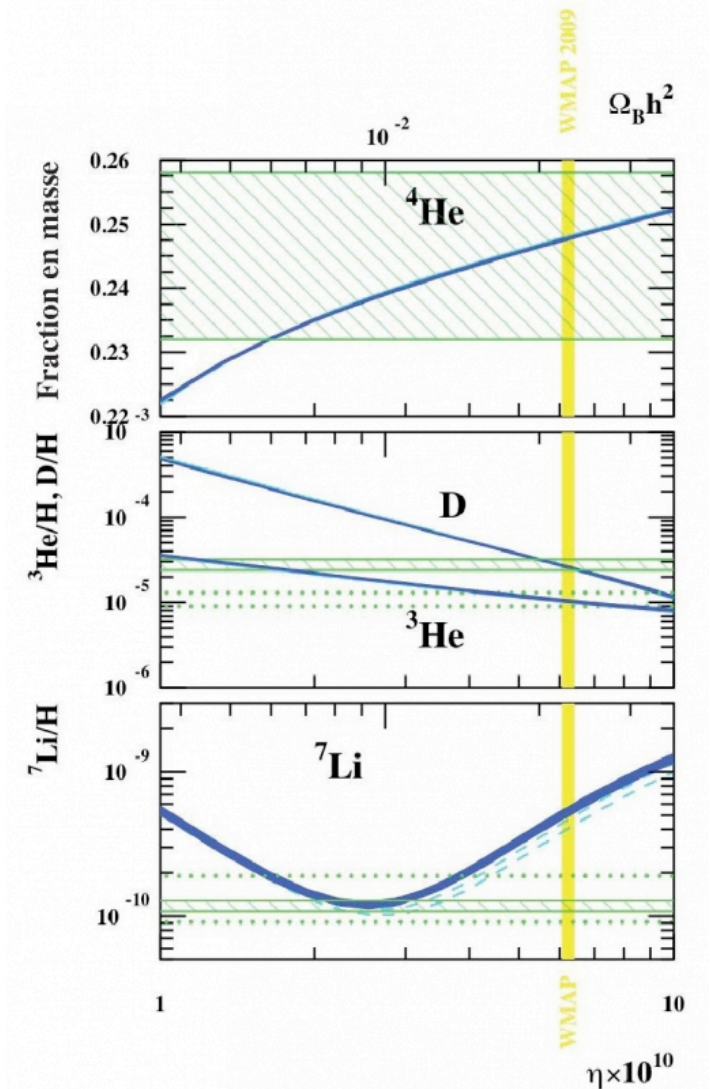 WMAP 2009
Ω_B h²
10⁻²
Fraction en masse
0.26
0.25
0.24
0.23
0.22
⁴He
³He/H, D/H
10⁻³
10⁻⁴
10⁻⁵
10⁻⁶
D
³He
⁷Li/H
10⁻⁹
10⁻¹⁰
⁷Li
1
10
WMAP
η×10¹⁰